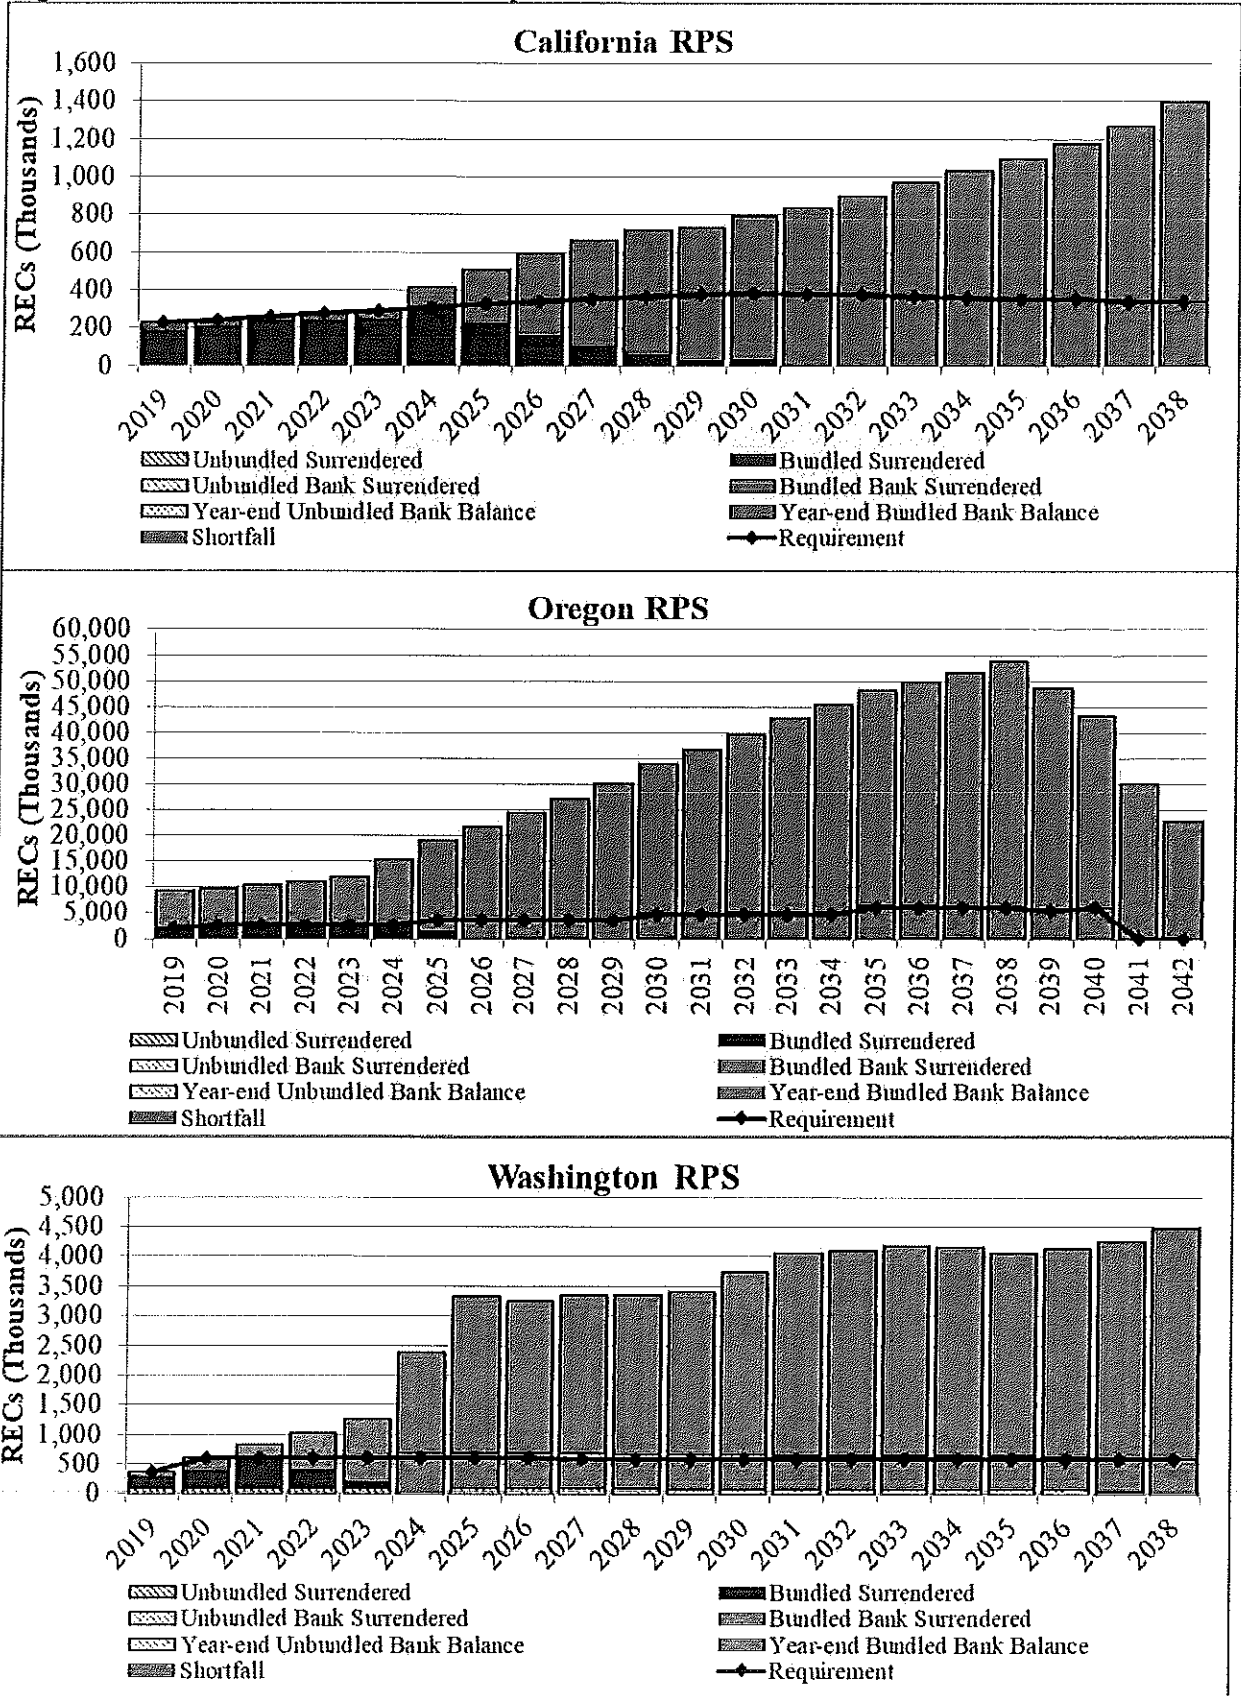 California RPS
RECs (Thousands)
1,600
1,400
1,200
1,000
800
600
400
200
0
2019 2020 2021 2022 2023 2024 2025 2026 2027 2028 2029 2030 2031 2032 2033 2034 2035 2036 2037 2038
Unbundled Surrendered Bundled Surrendered
Unbundled Bank Surrendered Bundled Bank Surrendered
Year-end Unbundled Bank Balance Year-end Bundled Bank Balance
Shortfall Requirement
Oregon RPS
RECs (Thousands)
60,000
55,000
50,000
45,000
40,000
35,000
30,000
25,000
20,000
15,000
10,000
5,000
0
2019 2020 2021 2022 2023 2024 2025 2026 2027 2028 2029 2030 2031 2032 2033 2034 2035 2036 2037 2038 2039 2040 2041 2042
Unbundled Surrendered Bundled Surrendered
Unbundled Bank Surrendered Bundled Bank Surrendered
Year-end Unbundled Bank Balance Year-end Bundled Bank Balance
Shortfall Requirement
Washington RPS
RECs (Thousands)
5,000
4,500
4,000
3,500
3,000
2,500
2,000
1,500
1,000
500
0
2019 2020 2021 2022 2023 2024 2025 2026 2027 2028 2029 2030 2031 2032 2033 2034 2035 2036 2037 2038
Unbundled Surrendered Bundled Surrendered
Unbundled Bank Surrendered Bundled Bank Surrendered
Year-end Unbundled Bank Balance Year-end Bundled Bank Balance
Shortfall Requirement